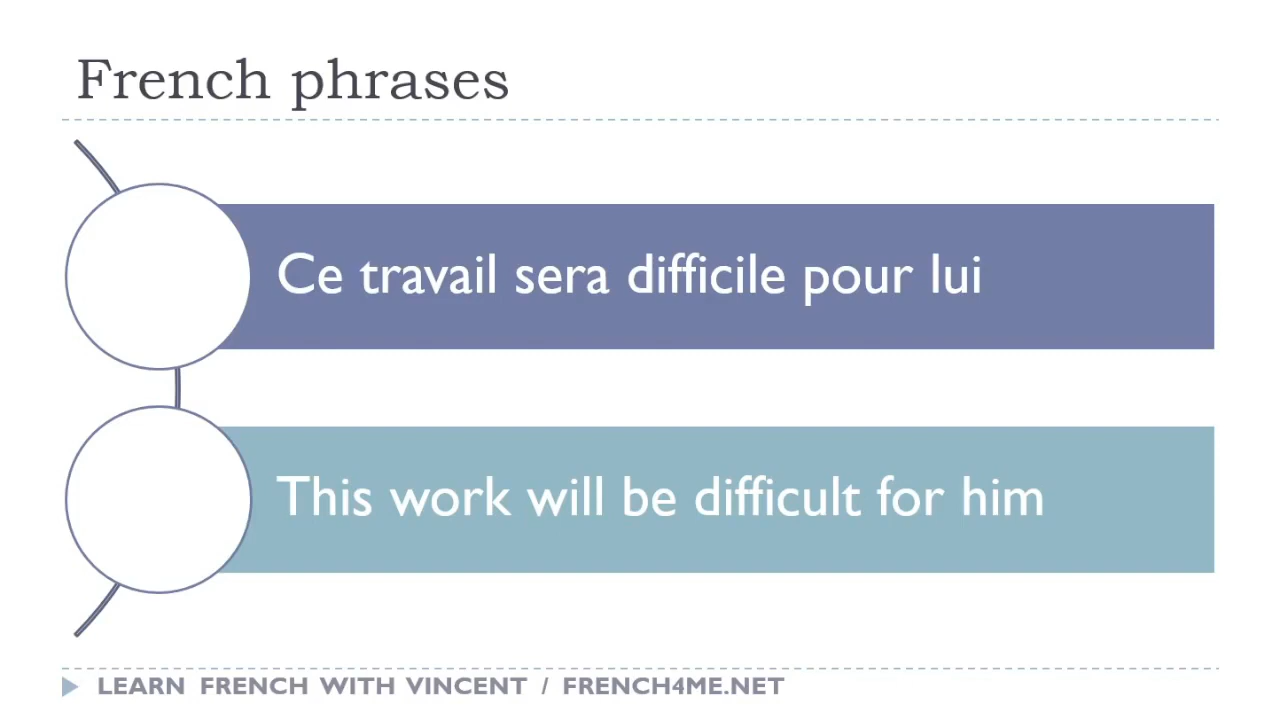 French phrases
Ce travail sera difficile pour lui
This work will be difficult for him
LEARN FRENCH WITH VINCENT / FRENCH4ME.NET